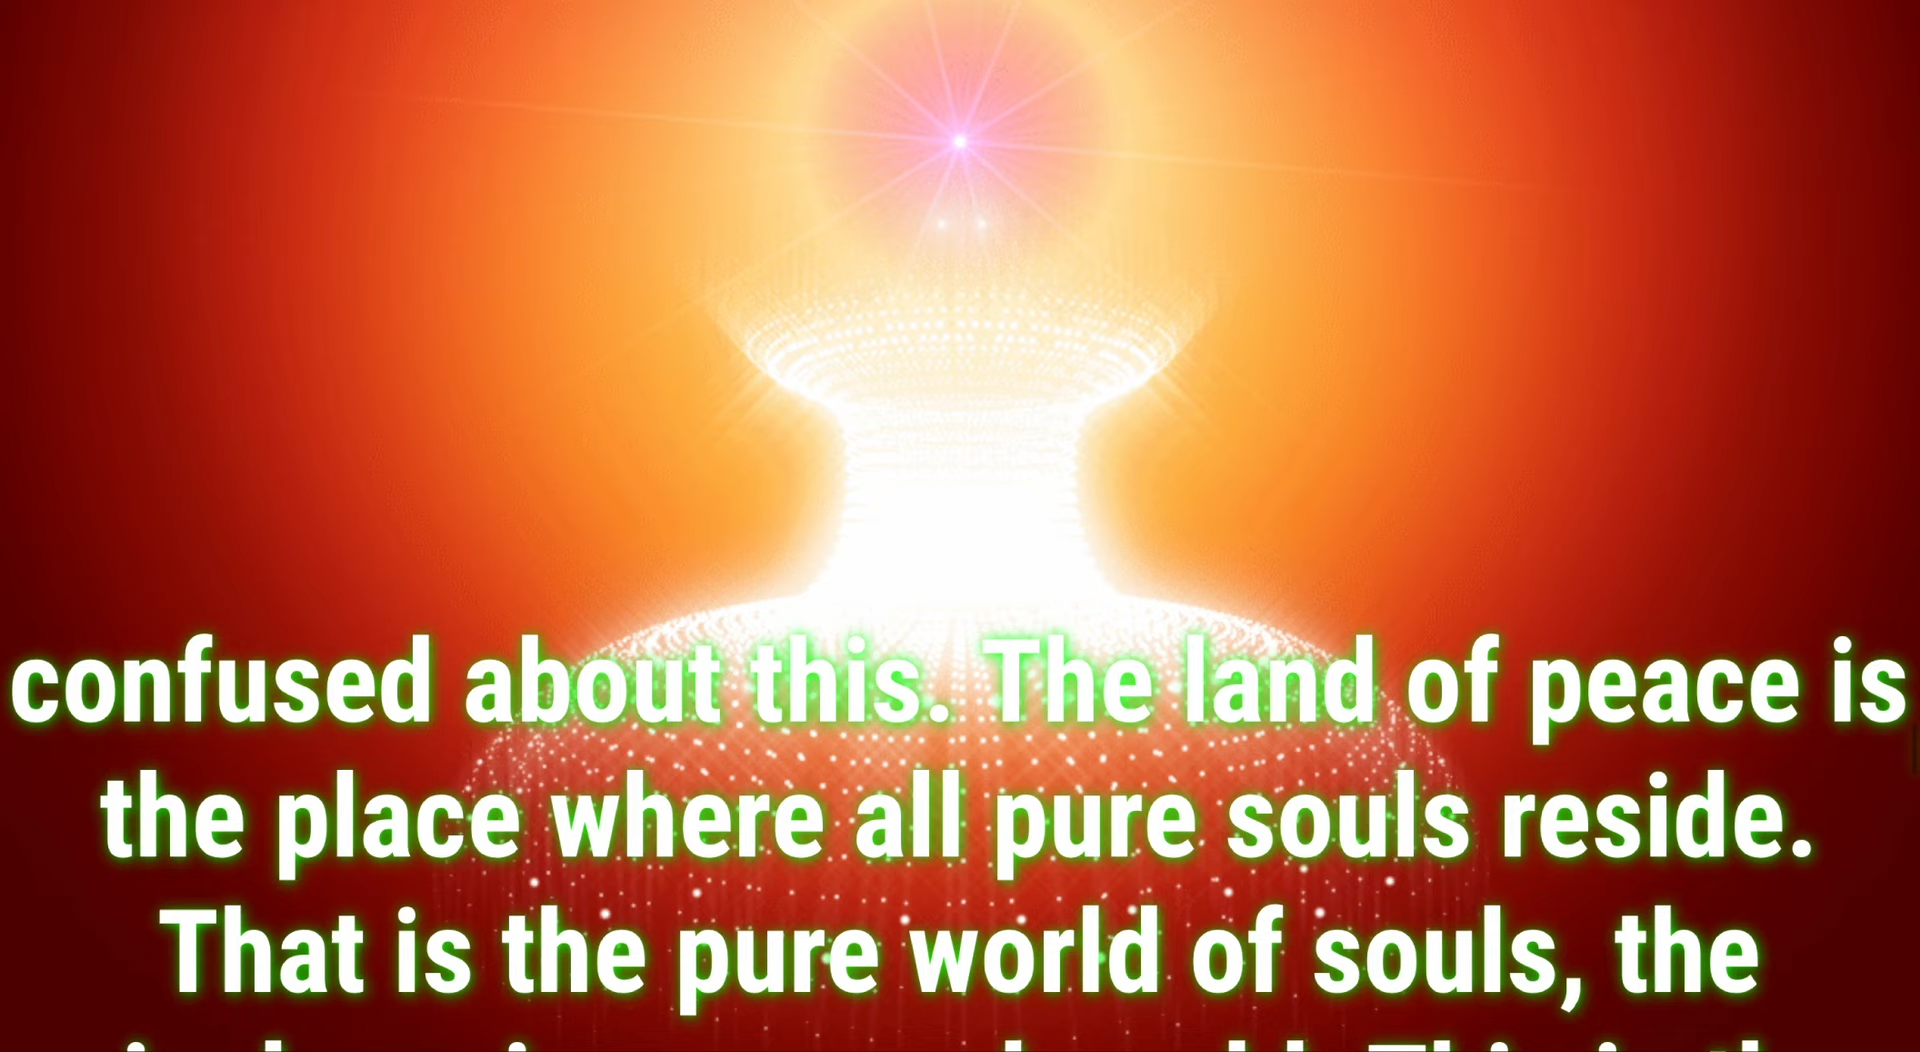 confused about this. The land of peace is
the place where all pure souls reside.
That is the pure world of souls, the